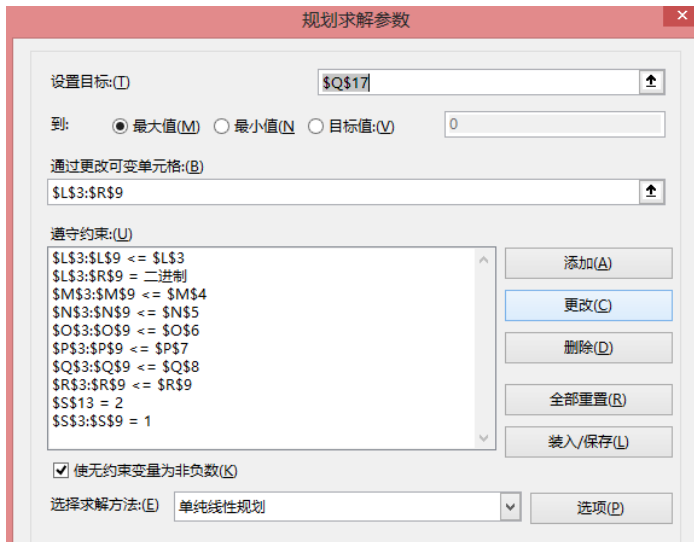 规划求解参数
设置目标:(T) $Q$17
到: 最大值(M) 最小值(N 目标值:(V) 0
通过更改可变单元格:(B)
$L$3:$R$9
遵守约束:(U)
$L$3:$L$9 <= $L$3
$L$3:$R$9 = 二进制
$M$3:$M$9 <= $M$4
$N$3:$N$9 <= $N$5
$O$3:$O$9 <= $O$6
$P$3:$P$9 <= $P$7
$Q$3:$Q$9 <= $Q$8
$R$3:$R$9 <= $R$9
$S$13 = 2
$S$3:$S$9 = 1
添加(A)
更改(C)
删除(D)
全部重置(R)
装入/保存(L)
使无约束变量为非负数(K)
选择求解方法:(E) 单纯线性规划 选项(P)